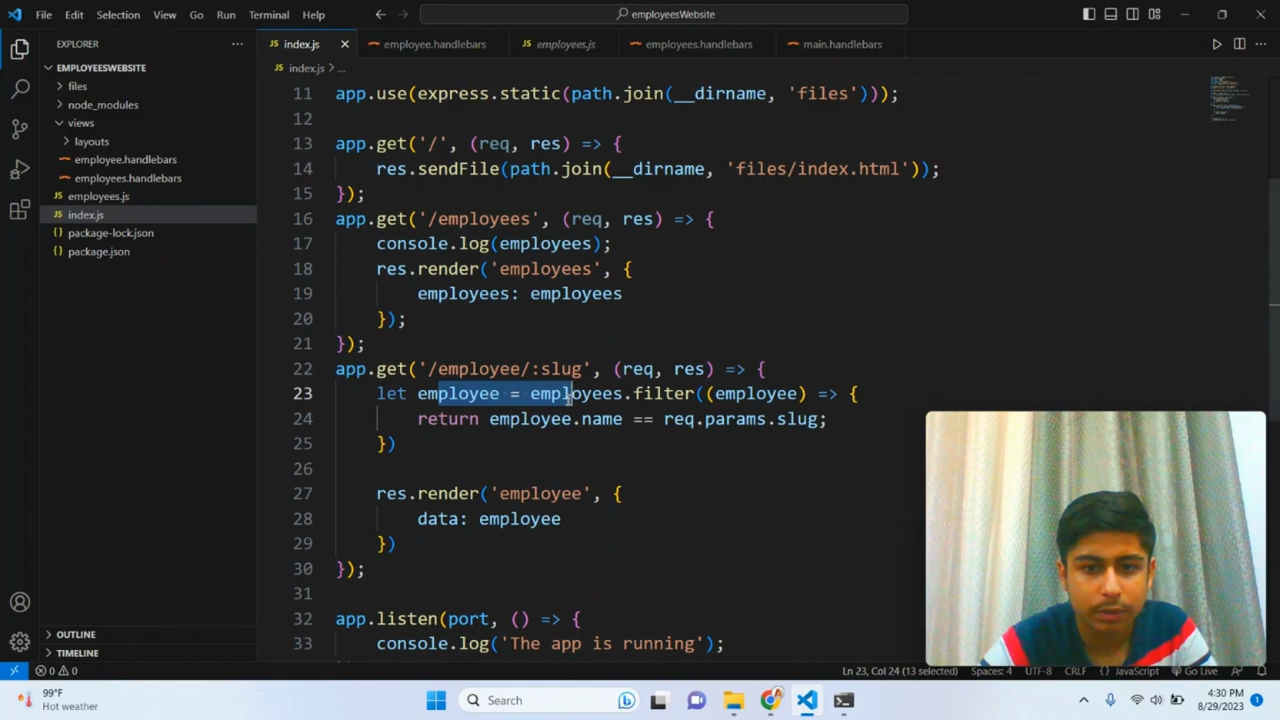 File Edit Selection View Go Run Terminal Help
employeesWebsite
EXPLORER
index.js
employee.handlebars
employees.js
employees.handlebars
main.handlebars
EMPLOYEESWEBSITE
index.js > ...
files
node_modules
views
layouts
employee.handlebars
employees.handlebars
JS employees.js
JS index.js
{} package-lock.json
{} package.json
11 app.use(express.static(path.join(__dirname, 'files')));
12
13 app.get('/', (req, res) => {
14 res.sendFile(path.join(__dirname, 'files/index.html'));
15 });
16 app.get('/employees', (req, res) => {
17 console.log(employees);
18 res.render('employees', {
19 employees: employees
20 });
21 });
22 app.get('/employee/:slug', (req, res) => {
23 let employee = employees.filter((employee) => {
24 return employee.name == req.params.slug;
25 })
26
27 res.render('employee', {
28 data: employee
29 })
30 });
31
32 app.listen(port, () => {
33 console.log('The app is running');
OUTLINE
TIMELINE
0 0
Ln 23, Col 24 (13 selected) Spaces: 4 UTF-8 CRLF {} JavaScript Go Live
99°F
Hot weather
Search
4:30 PM
8/29/2023